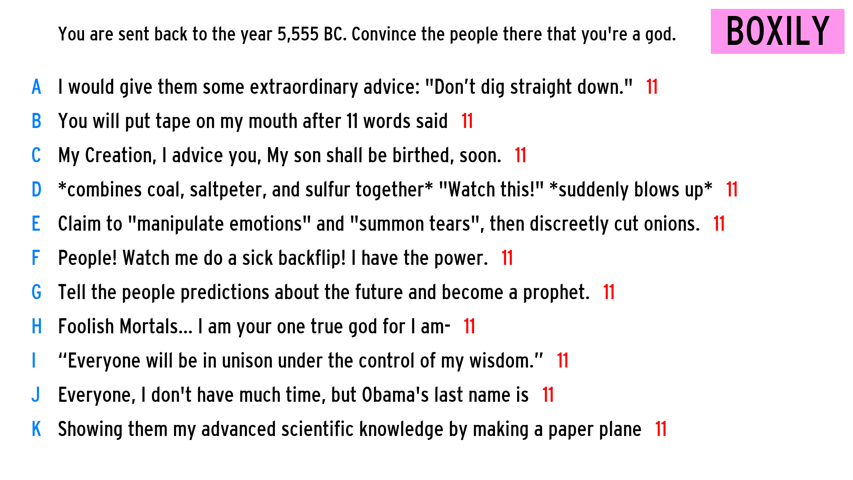 You are sent back to the year 5,555 BC. Convince the people there that you're a god.
BOXILY
A I would give them some extraordinary advice: "Don’t dig straight down." 11
B You will put tape on my mouth after 11 words said 11
C My Creation, I advice you, My son shall be birthed, soon. 11
D *combines coal, saltpeter, and sulfur together* "Watch this!" *suddenly blows up* 11
E Claim to "manipulate emotions" and "summon tears", then discreetly cut onions. 11
F People! Watch me do a sick backflip! I have the power. 11
G Tell the people predictions about the future and become a prophet. 11
H Foolish Mortals... I am your one true god for I am- 11
I “Everyone will be in unison under the control of my wisdom.” 11
J Everyone, I don't have much time, but Obama's last name is 11
K Showing them my advanced scientific knowledge by making a paper plane 11